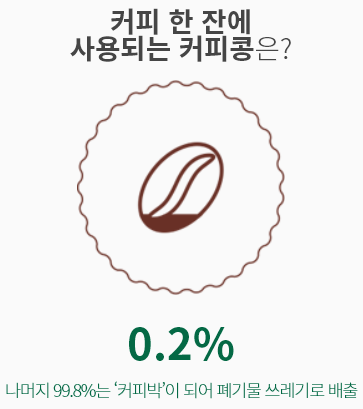 커피 한 잔에
사용되는 커피콩은?
0.2%
나머지 99.8%는 ‘커피박’이 되어 폐기물 쓰레기로 배출